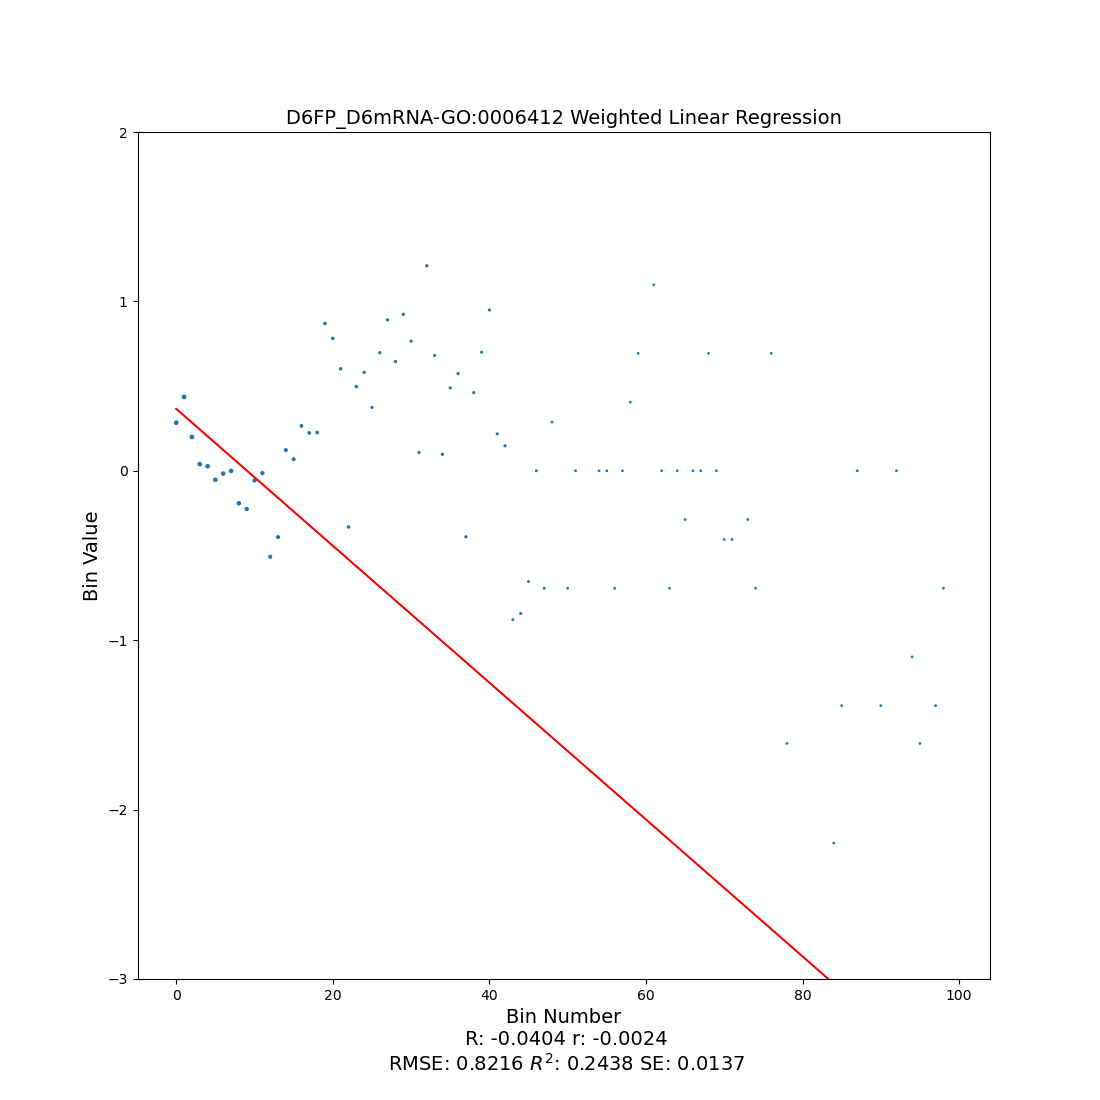 D6FP_D6mRNA-GO:0006412 Weighted Linear Regression
2
1
0
−1
−2
−3
Bin Value
0 20 40 60 80 100
Bin Number
R: -0.0404 r: -0.0024
RMSE: 0.8216 R²: 0.2438 SE: 0.0137